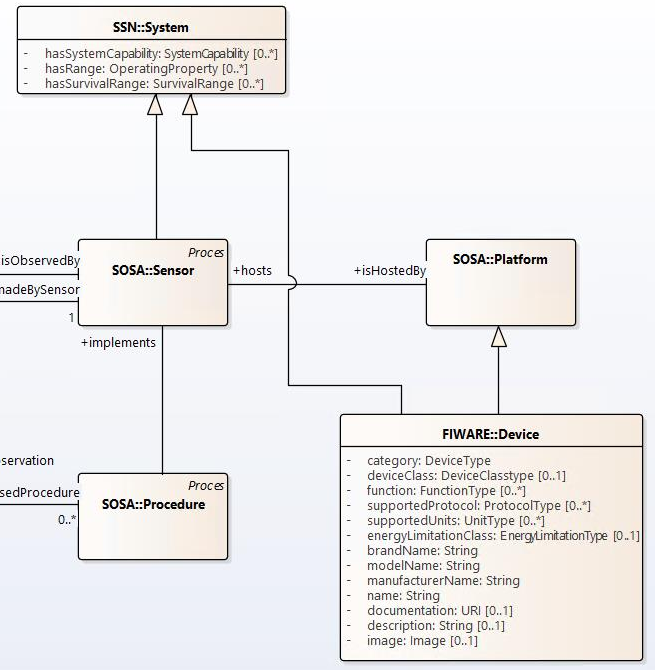 SSN::System
- hasSystemCapability: SystemCapability [0..*]
- hasRange: OperatingProperty [0..*]
- hasSurvivalRange: SurvivalRange [0..*]
isObservedBy
madeBySensor
1
Proces
SOSA::Sensor
+hosts
+isHostedBy
SOSA::Platform
+implements
servation
sedProcedure
0..*
Proces
SOSA::Procedure
FIWARE::Device
- category: DeviceType
- deviceClass: DeviceClasstype [0..1]
- function: FunctionType [0..*]
- supportedProtocol: ProtocolType [0..*]
- supportedUnits: UnitType [0..*]
- energyLimitationClass: EnergyLimitationType [0..1]
- brandName: String
- modelName: String
- manufacturerName: String
- name: String
- documentation: URI [0..1]
- description: String [0..1]
- image: Image [0..1]